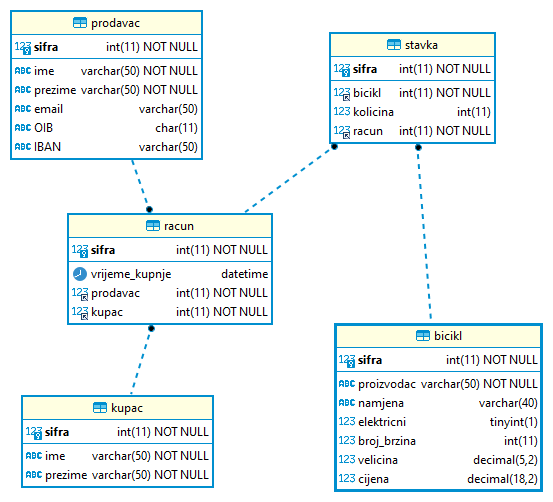 prodavac
123 sifra int(11) NOT NULL
ABC ime varchar(50) NOT NULL
ABC prezime varchar(50) NOT NULL
ABC email varchar(50)
ABC OIB char(11)
ABC IBAN varchar(50)
stavka
123 sifra int(11) NOT NULL
123 bicikl int(11) NOT NULL
123 kolicina int(11)
123 racun int(11) NOT NULL
racun
123 sifra int(11) NOT NULL
vrijeme_kupnje datetime
123 prodavac int(11) NOT NULL
123 kupac int(11) NOT NULL
bicikl
123 sifra int(11) NOT NULL
ABC proizvodac varchar(50) NOT NULL
ABC namjena varchar(40)
123 elektricni tinyint(1)
123 broj_brzina int(11)
123 velicina decimal(5,2)
123 cijena decimal(18,2)
kupac
123 sifra int(11) NOT NULL
ABC ime varchar(50) NOT NULL
ABC prezime varchar(50) NOT NULL